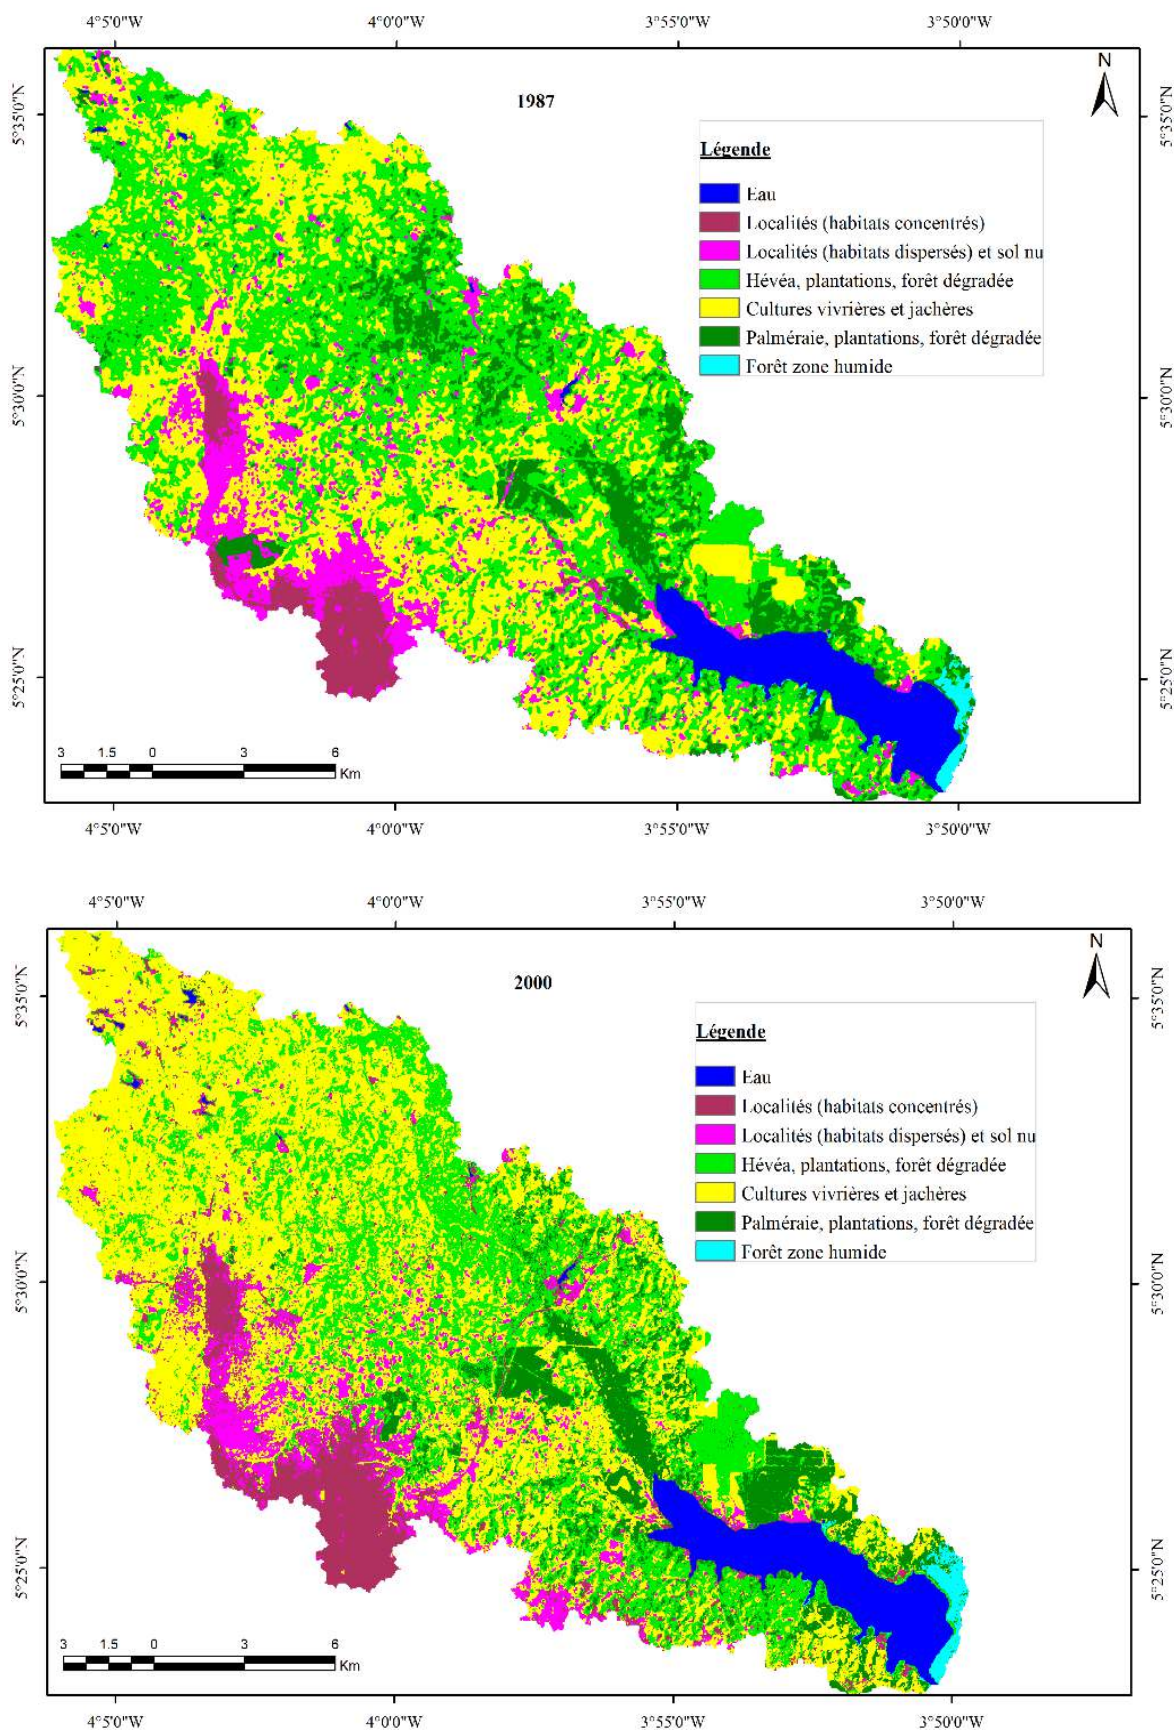 4°5'0"W 4°0'0"W 3°55'0"W 3°50'0"W
N
1987
5°35'0"N 5°35'0"N
Légende
Eau
Localités (habitats concentrés)
Localités (habitats dispersés) et sol nu
Hévéa, plantations, forêt dégradée
Cultures vivrières et jachères
Palméraie, plantations, forêt dégradée
Forêt zone humide
5°30'0"N 5°30'0"N
5°25'0"N 5°25'0"N
3 1.5 0 3 6
Km
4°5'0"W 4°0'0"W 3°55'0"W 3°50'0"W
4°5'0"W 4°0'0"W 3°55'0"W 3°50'0"W
N
2000
5°35'0"N 5°35'0"N
Légende
Eau
Localités (habitats concentrés)
Localités (habitats dispersés) et sol nu
Hévéa, plantations, forêt dégradée
Cultures vivrières et jachères
Palméraie, plantations, forêt dégradée
Forêt zone humide
5°30'0"N 5°30'0"N
5°25'0"N 5°25'0"N
3 1.5 0 3 6
Km
4°5'0"W 4°0'0"W 3°55'0"W 3°50'0"W